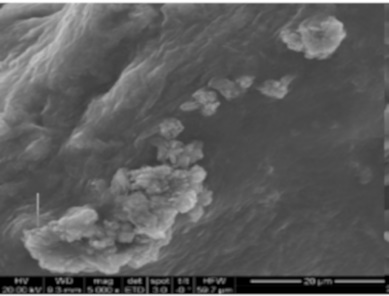 HV WD mag det spot tilt HFW
20.00 kV 9.3 mm 5 000 x ETD 3.0 -0 ° 59.7 µm 20 µm